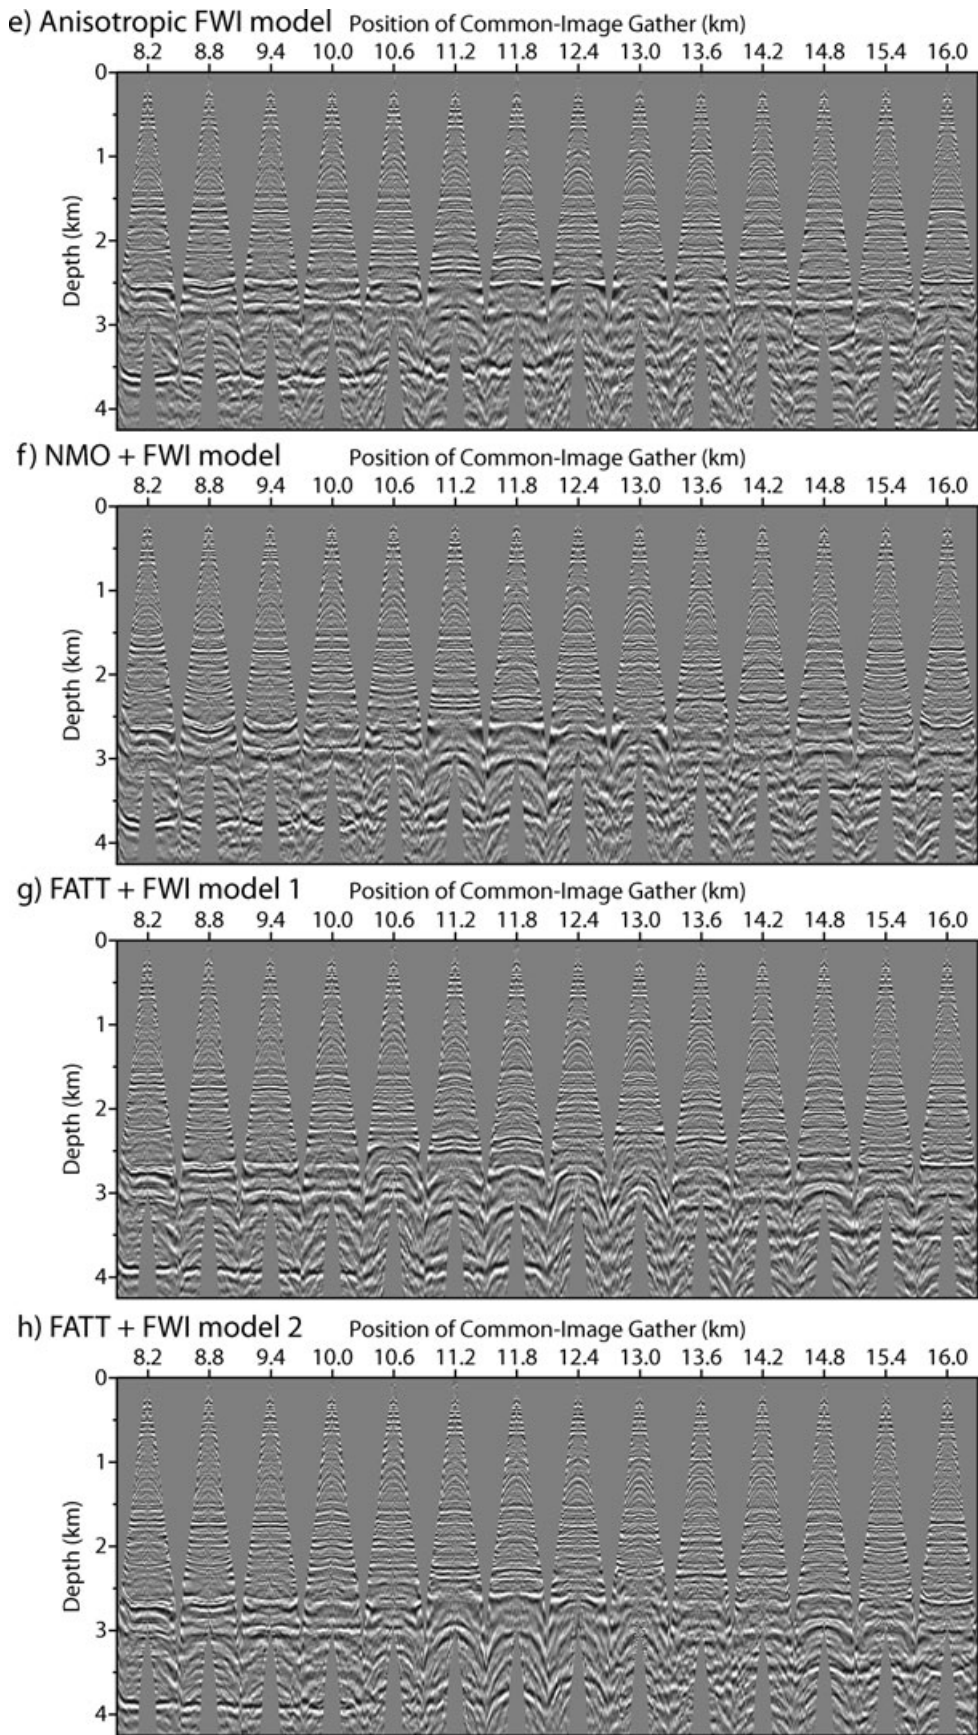 e) Anisotropic FWI model Position of Common-Image Gather (km)
8.2 8.8 9.4 10.0 10.6 11.2 11.8 12.4 13.0 13.6 14.2 14.8 15.4 16.0
0
1
2
3
4
Depth (km)
f) NMO + FWI model Position of Common-Image Gather (km)
8.2 8.8 9.4 10.0 10.6 11.2 11.8 12.4 13.0 13.6 14.2 14.8 15.4 16.0
0
1
2
3
4
Depth (km)
g) FATT + FWI model 1 Position of Common-Image Gather (km)
8.2 8.8 9.4 10.0 10.6 11.2 11.8 12.4 13.0 13.6 14.2 14.8 15.4 16.0
0
1
2
3
4
Depth (km)
h) FATT + FWI model 2 Position of Common-Image Gather (km)
8.2 8.8 9.4 10.0 10.6 11.2 11.8 12.4 13.0 13.6 14.2 14.8 15.4 16.0
0
1
2
3
4
Depth (km)